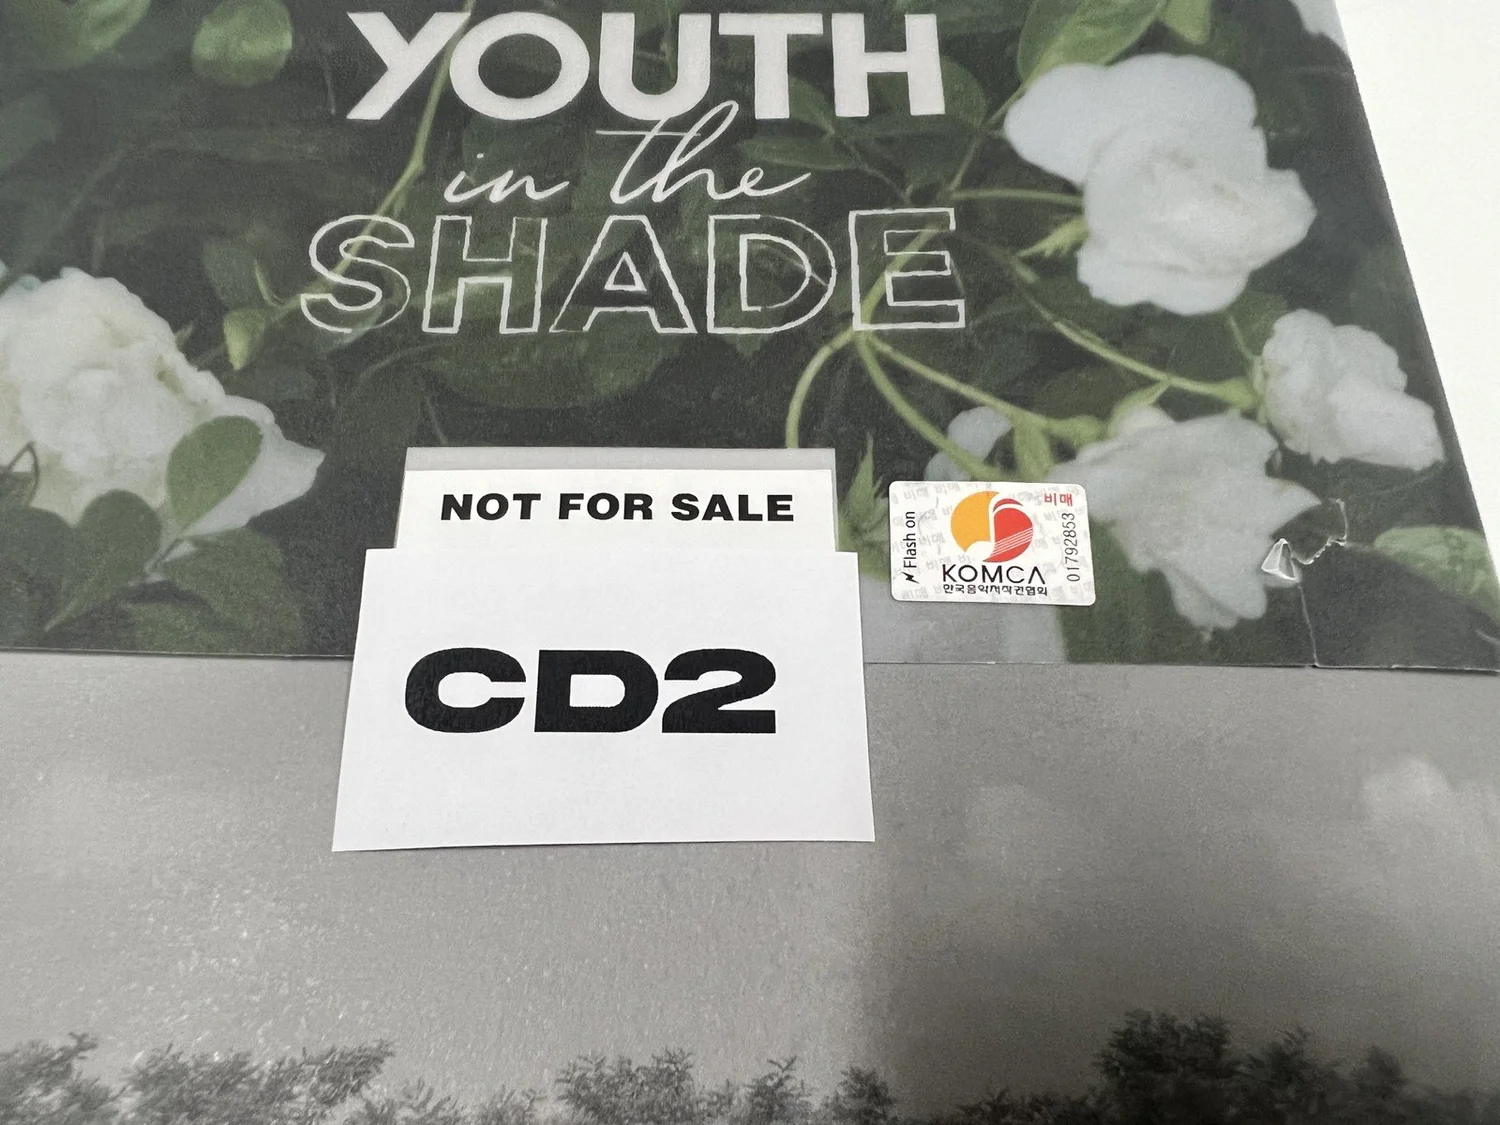 YOUTH
in the
SHADE
NOT FOR SALE
CD2
Flash on
비매
01792853
KOMCA
한국음악저작권협회